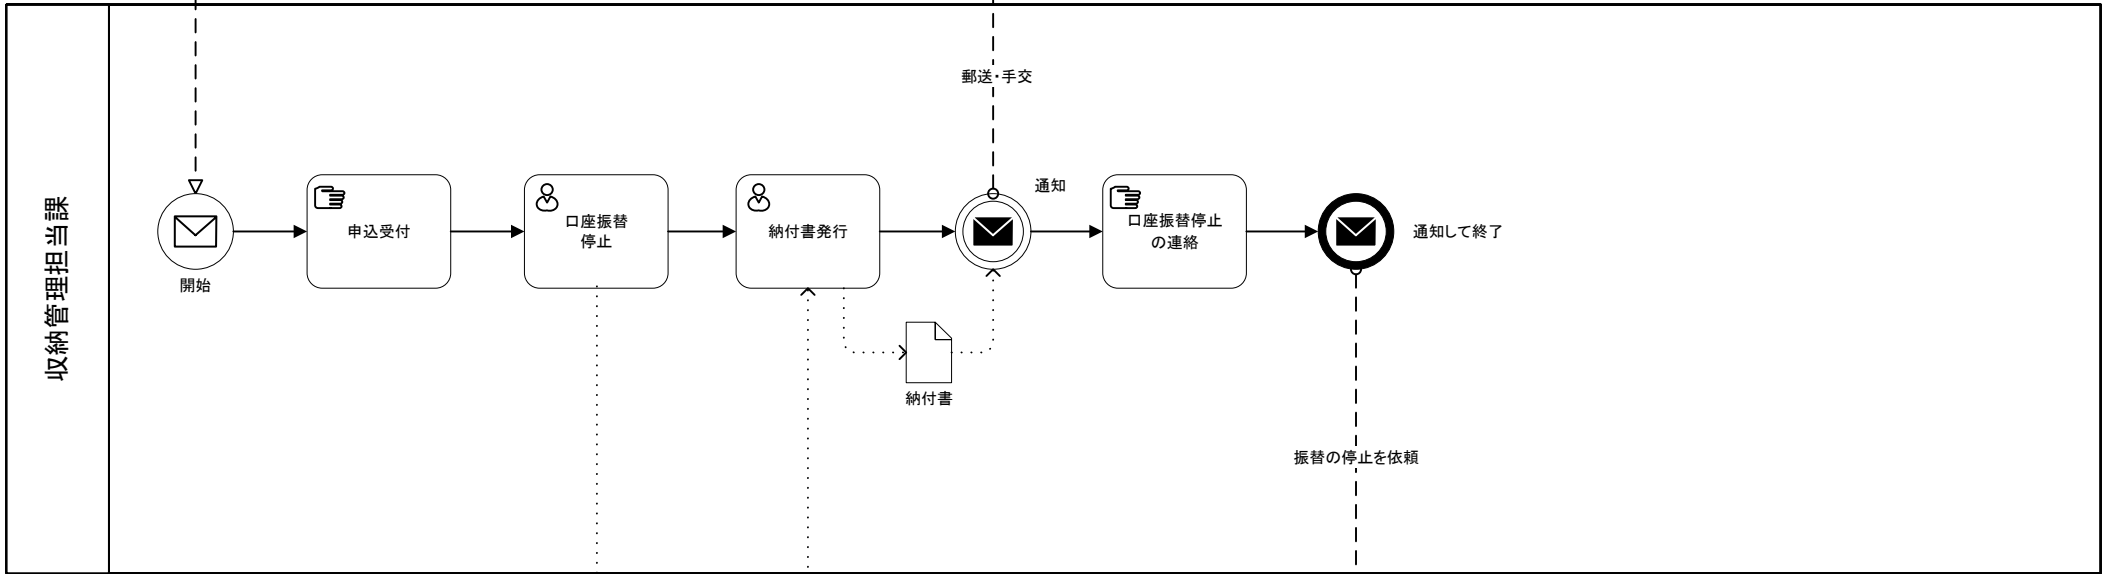 収納管理担当課
郵送・手交
通知
申込受付
口座振替
停止
納付書発行
口座振替停止
の連絡
通知して終了
開始
納付書
振替の停止を依頼